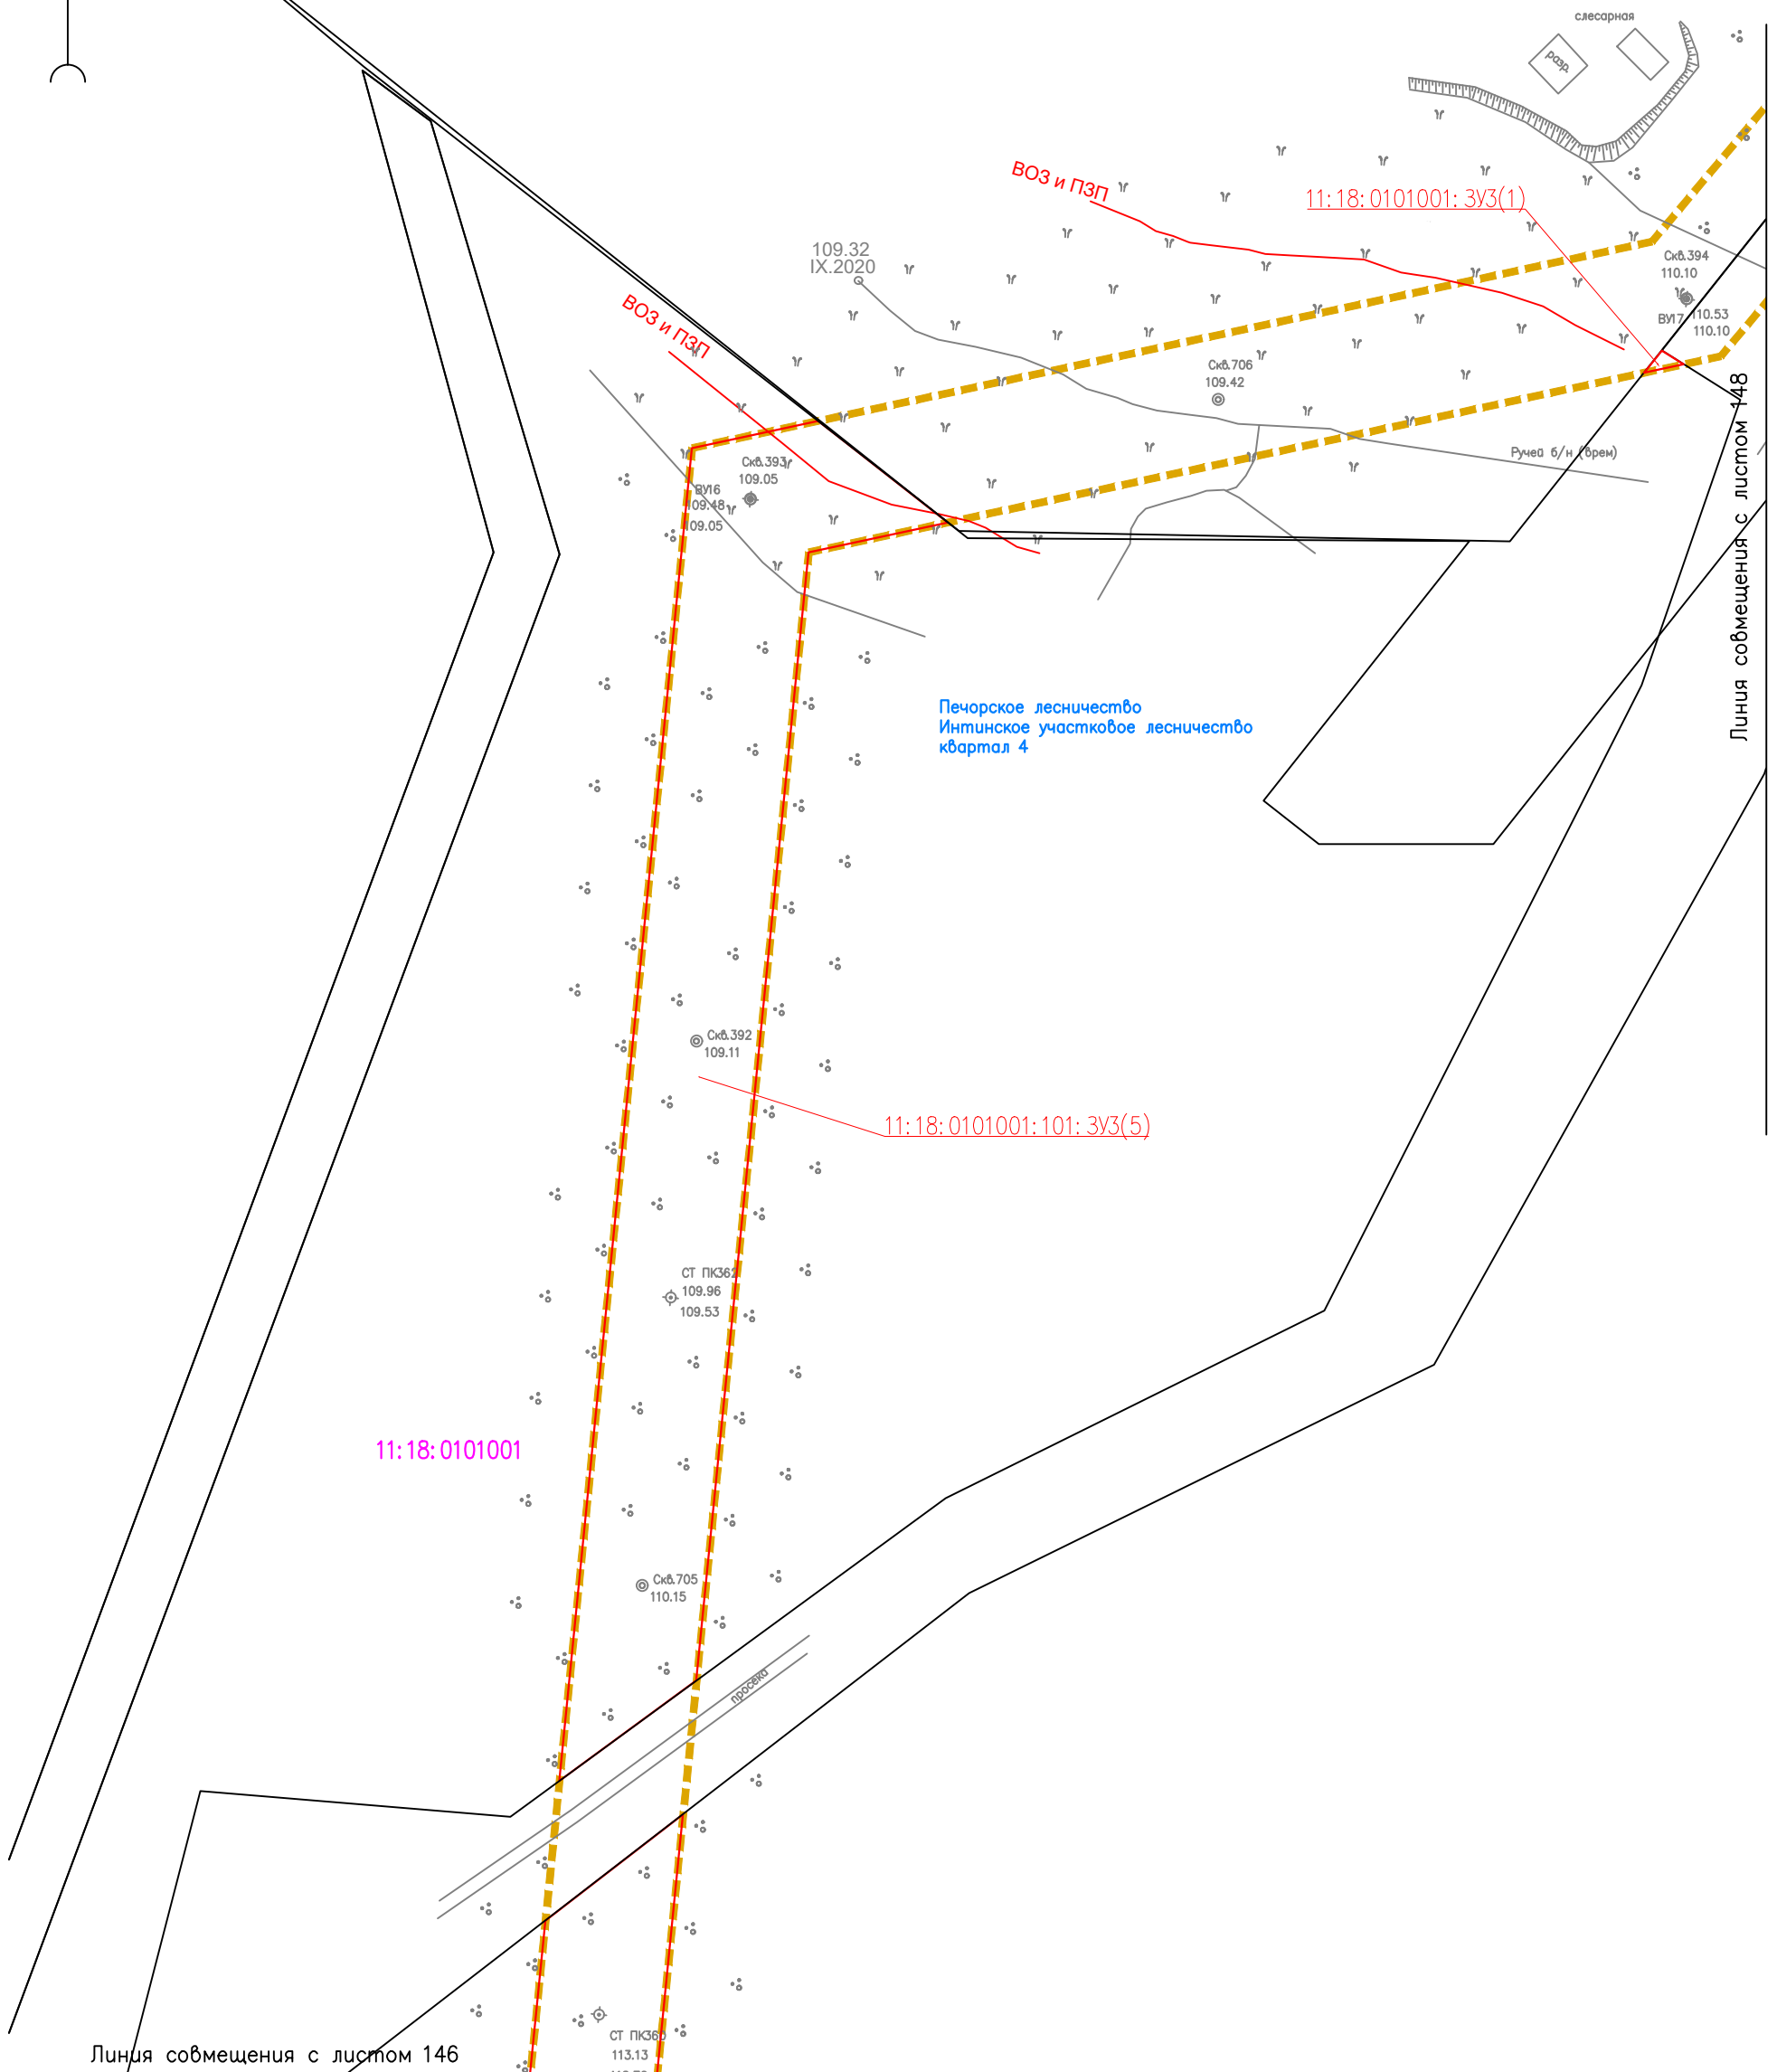 слесарная
разр.
ВОЗ и ПЗП
11:18:0101001:ЗУЗ(1)
109.32
IX.2020
Скв.394
110.10
ВОЗ и ПЗП
ВУ17
110.53
110.10
Скв.706
109.42
Линия совмещения с листом 148
Ручей б/н (врем)
Скв.393
109.05
ВУ16
109.48
109.05
Печорское лесничество
Интинское участковое лесничество
квартал 4
Скв.392
109.11
11:18:0101001:101:ЗУЗ(5)
СТ ПК362
109.96
109.53
11:18:0101001
Скв.705
110.15
просека
СТ ПК360
113.13
Линия совмещения с листом 146